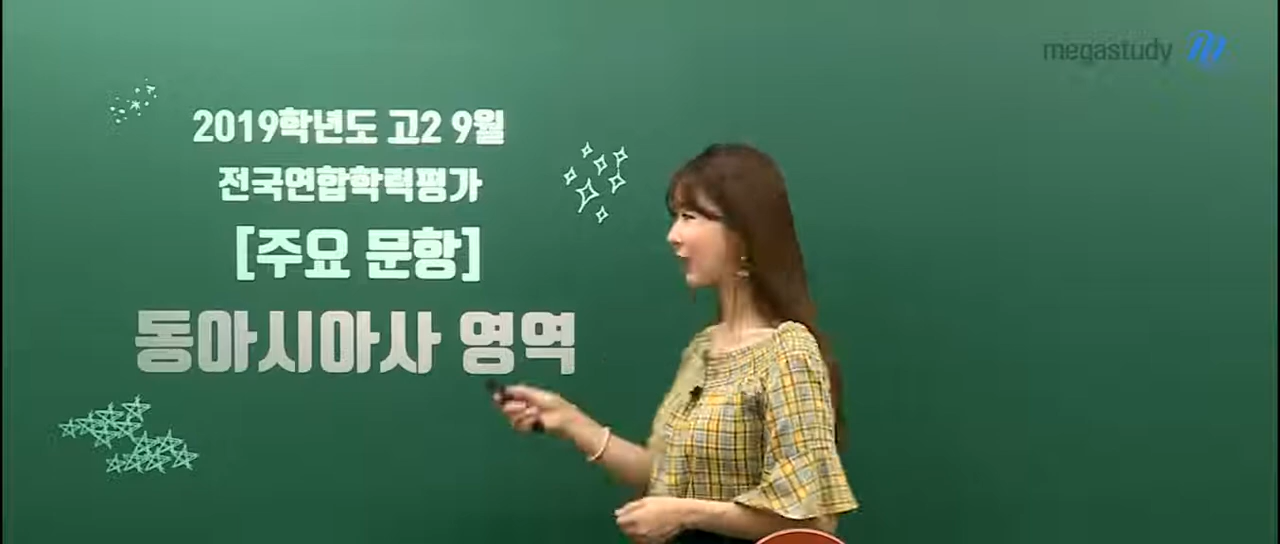 megastudy
2019학년도 고2 9월
전국연합학력평가
[주요 문항]
동아시아사 영역